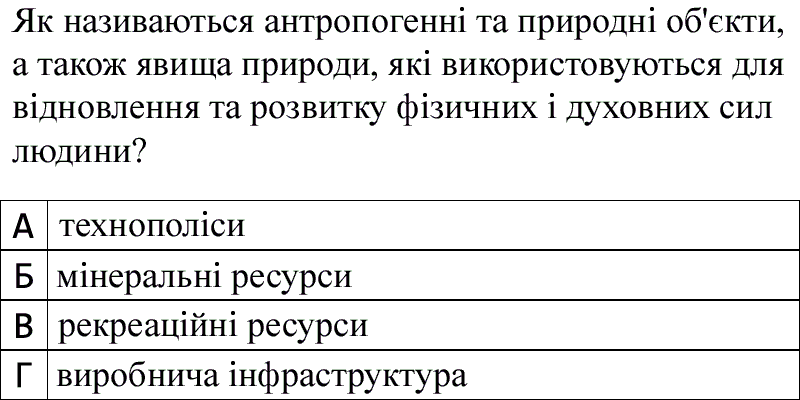 Як називаються антропогенні та природні об'єкти,
а також явища природи, які використовуються для
відновлення та розвитку фізичних і духовних сил
людини?
А технополіси
Б мінеральні ресурси
В рекреаційні ресурси
Г виробнича інфраструктура